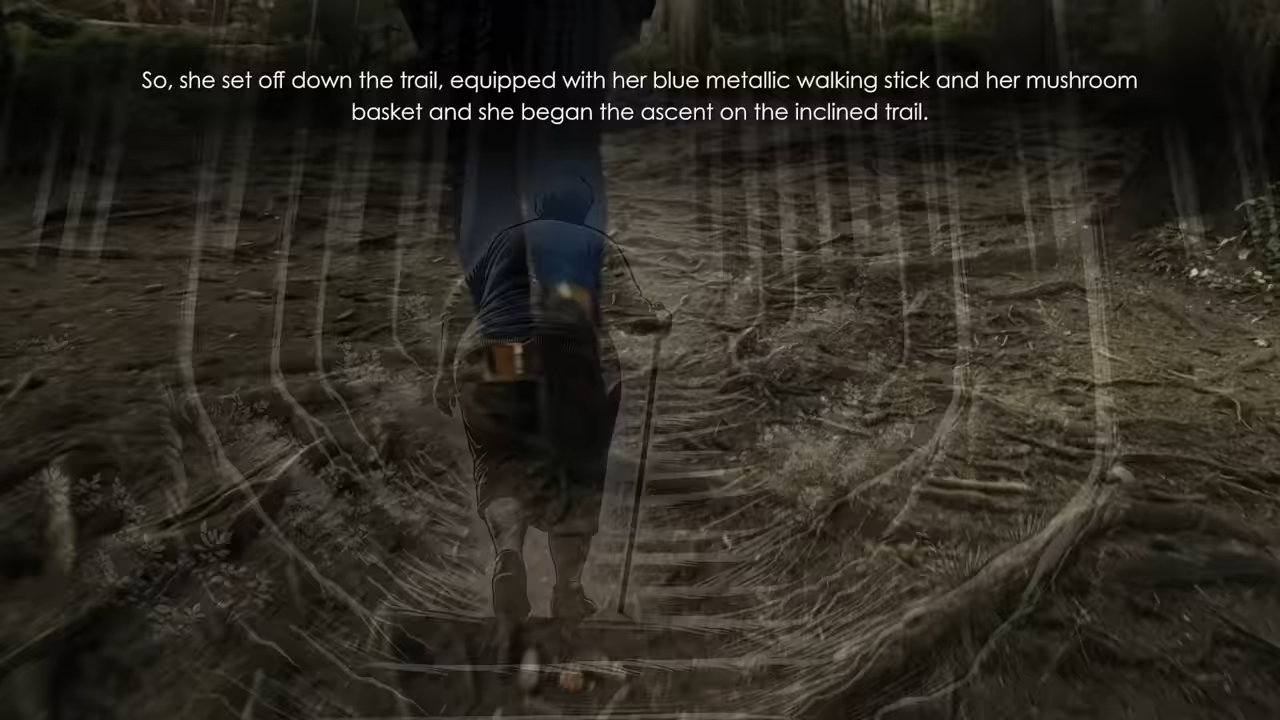 So, she set off down the trail, equipped with her blue metallic walking stick and her mushroom
basket and she began the ascent on the inclined trail.